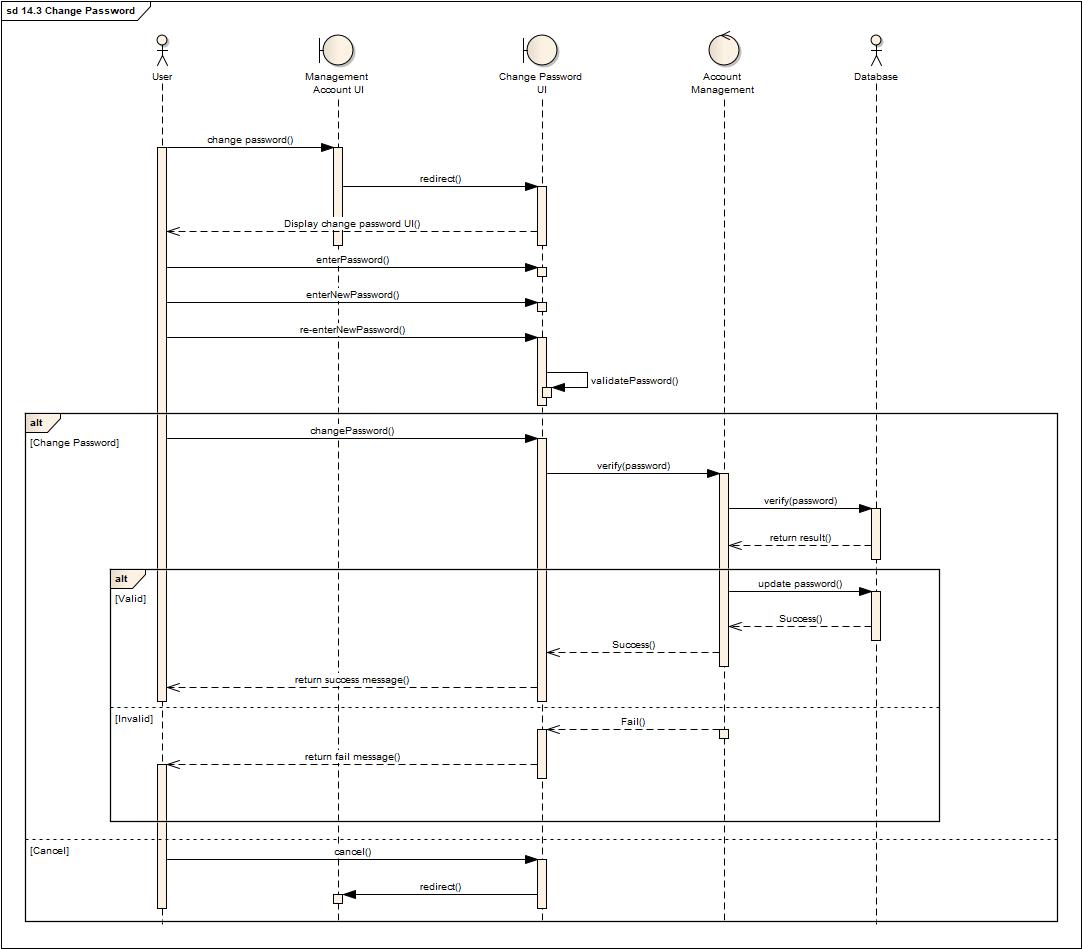 sd 14.3 Change Password
User
Management
Account UI
Change Password
UI
Account
Management
Database
change password()
redirect()
Display change password UI()
enterPassword()
enterNewPassword()
re-enterNewPassword()
validatePassword()
alt
[Change Password]
changePassword()
verify(password)
verify(password)
return result()
alt
[Valid]
update password()
Success()
Success()
return success message()
[Invalid]
Fail()
return fail message()
[Cancel]
cancel()
redirect()